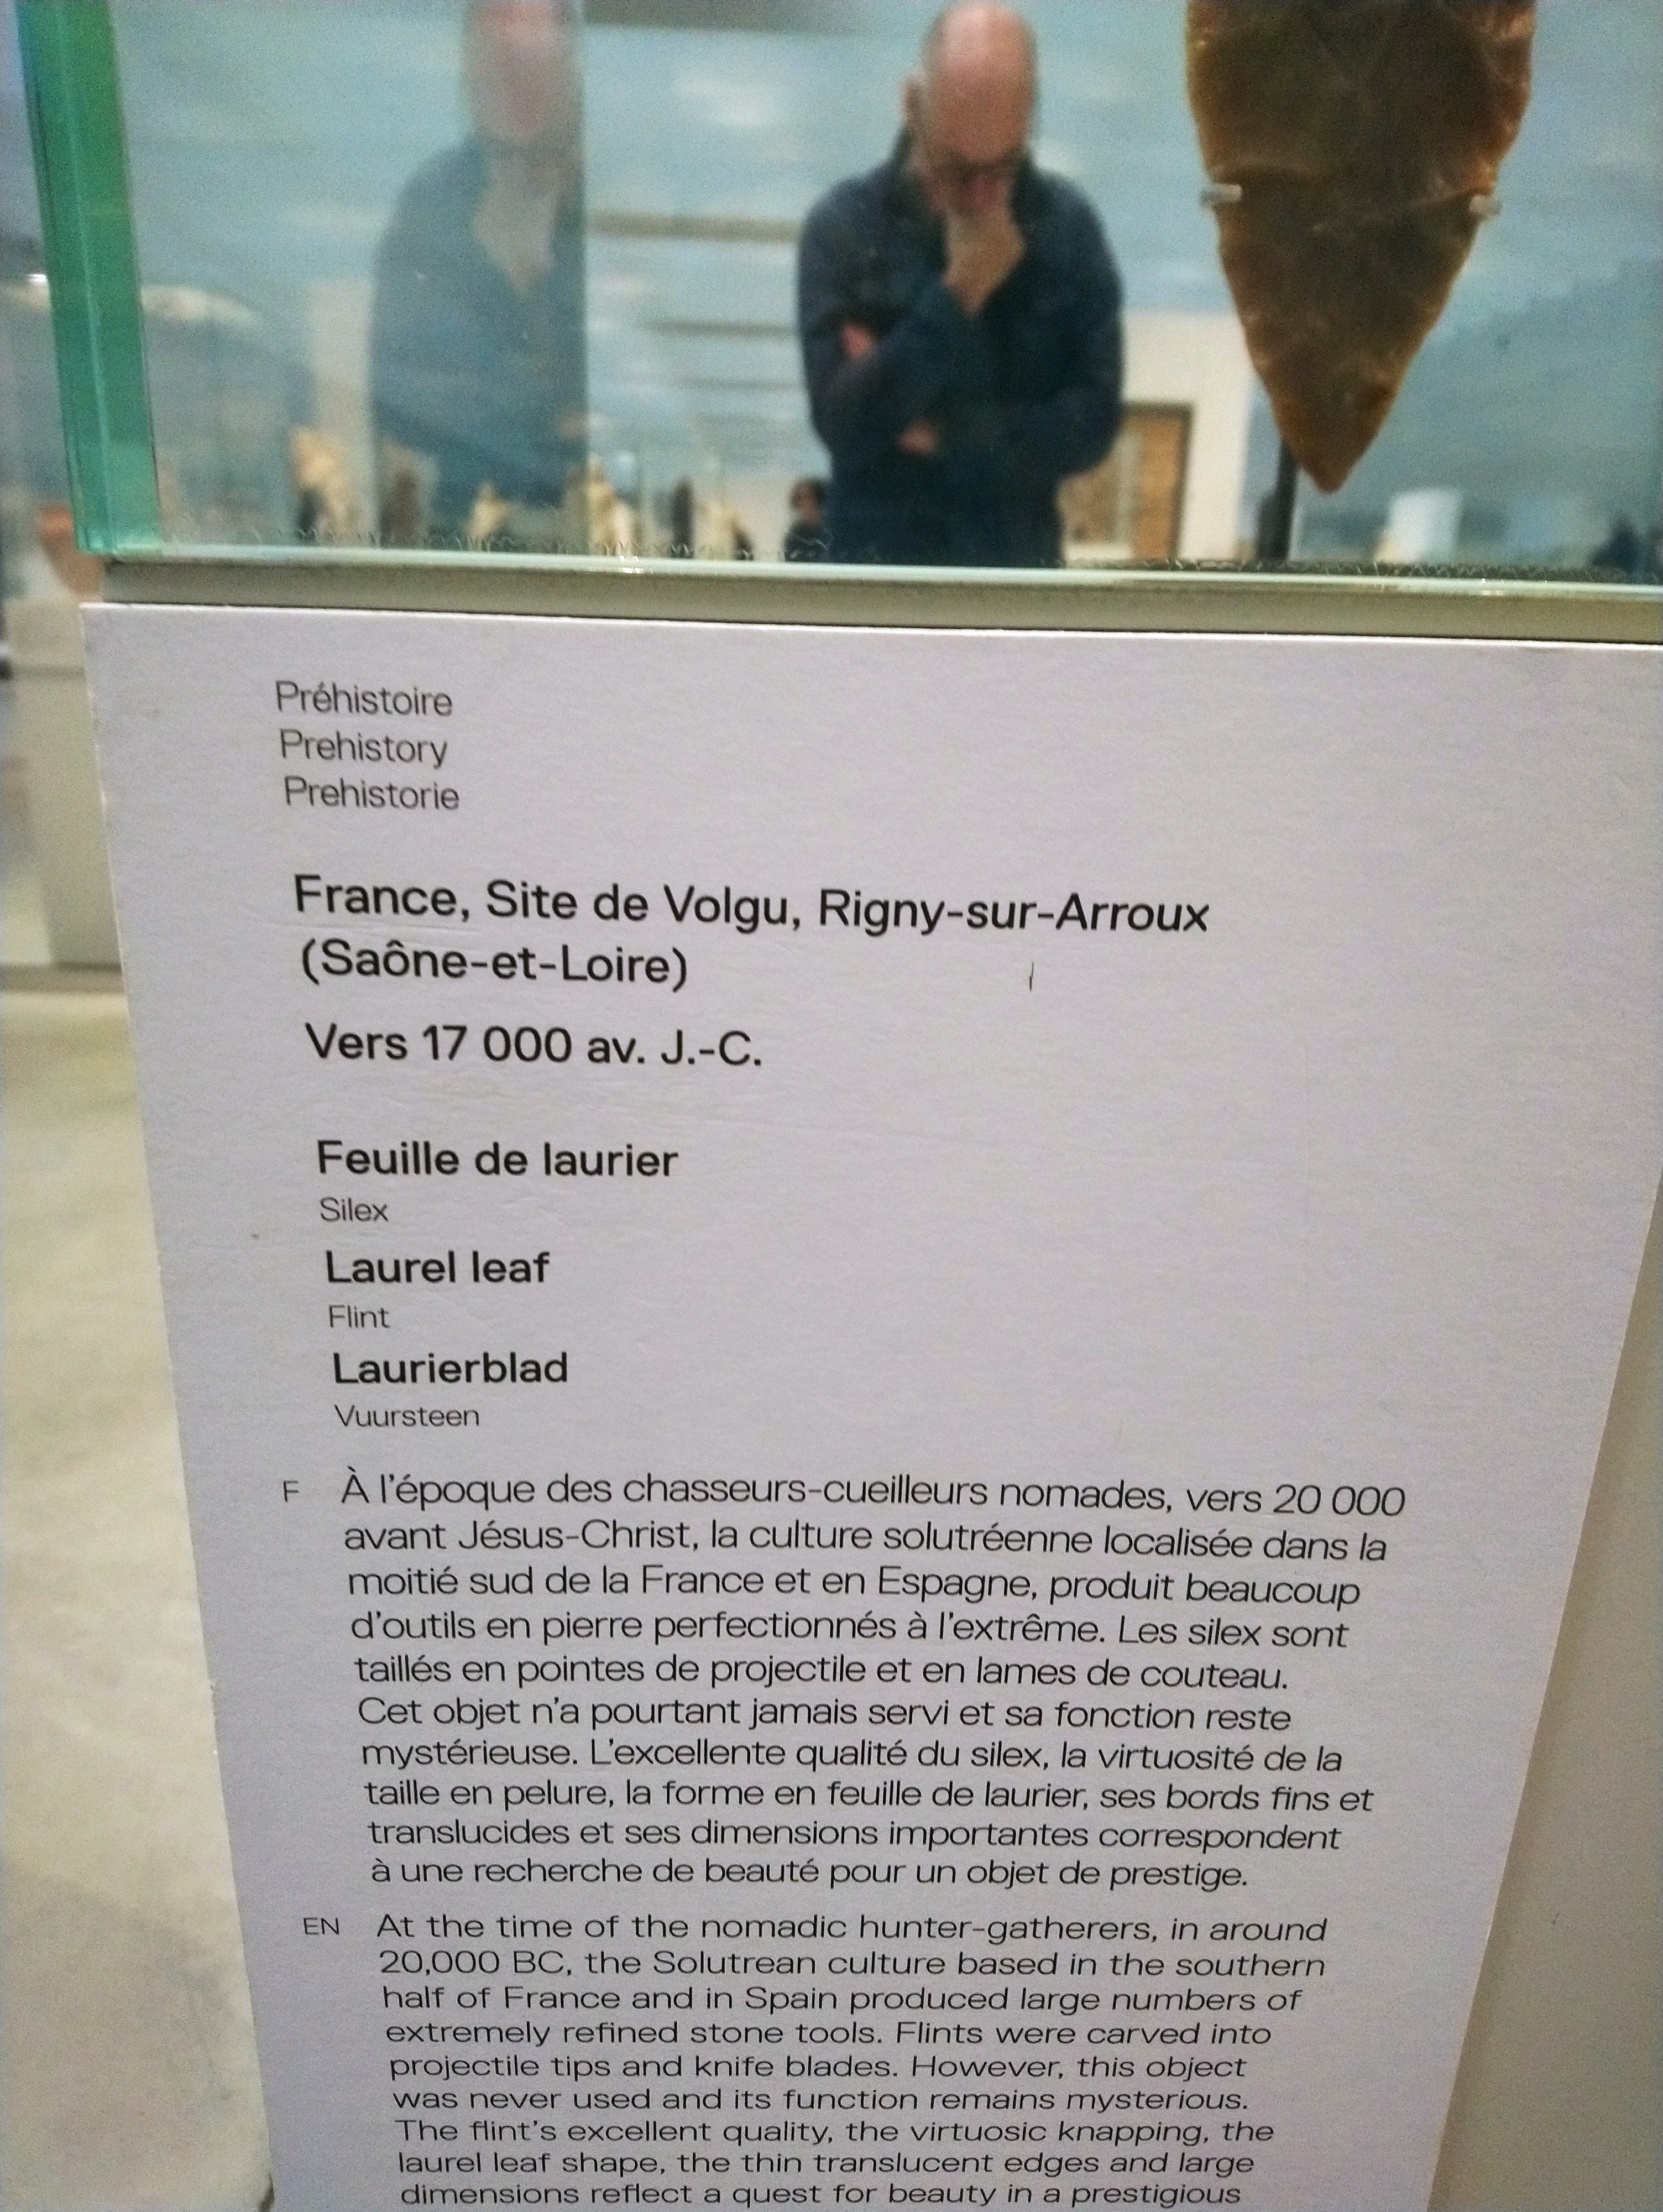 Préhistoire
Prehistory
Prehistorie
France, Site de Volgu, Rigny-sur-Arroux
(Saône-et-Loire)
Vers 17 000 av. J.-C.
Feuille de laurier
Silex
Laurel leaf
Flint
Laurierblad
Vuursteen
F À l'époque des chasseurs-cueilleurs nomades, vers 20 000
avant Jésus-Christ, la culture solutréenne localisée dans la
moitié sud de la France et en Espagne, produit beaucoup
d'outils en pierre perfectionnés à l'extrême. Les silex sont
taillés en pointes de projectile et en lames de couteau.
Cet objet n'a pourtant jamais servi et sa fonction reste
mystérieuse. L'excellente qualité du silex, la virtuosité de la
taille en pelure, la forme en feuille de laurier, ses bords fins et
translucides et ses dimensions importantes correspondent
à une recherche de beauté pour un objet de prestige.
EN At the time of the nomadic hunter-gatherers, in around
20,000 BC, the Solutrean culture based in the southern
half of France and in Spain produced large numbers of
extremely refined stone tools. Flints were carved into
projectile tips and knife blades. However, this object
was never used and its function remains mysterious.
The flint's excellent quality, the virtuosic knapping, the
laurel leaf shape, the thin translucent edges and large
dimensions reflect a quest for beauty in a prestigious